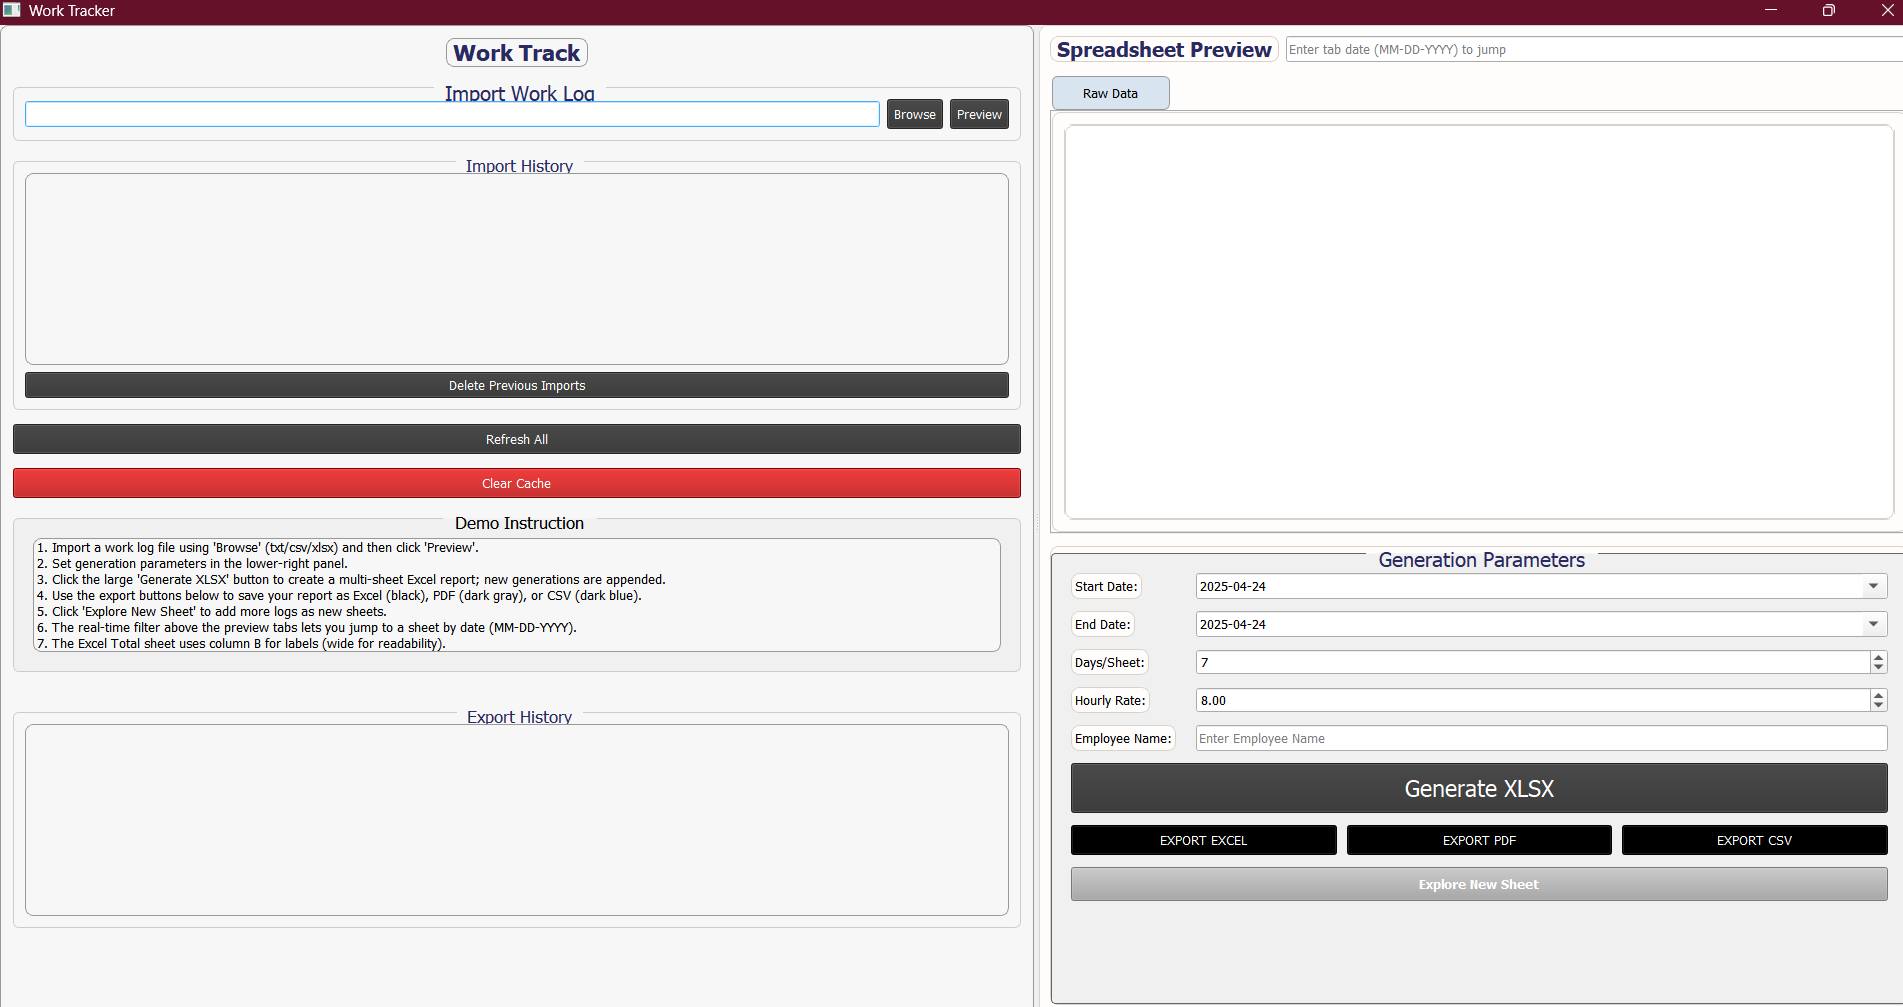 Work Tracker
Work Track
Import Work Log
Browse
Preview
Import History
Delete Previous Imports
Refresh All
Clear Cache
Demo Instruction
1. Import a work log file using 'Browse' (txt/csv/xlsx) and then click 'Preview'.
2. Set generation parameters in the lower-right panel.
3. Click the large 'Generate XLSX' button to create a multi-sheet Excel report; new generations are appended.
4. Use the export buttons below to save your report as Excel (black), PDF (dark gray), or CSV (dark blue).
5. Click 'Explore New Sheet' to add more logs as new sheets.
6. The real-time filter above the preview tabs lets you jump to a sheet by date (MM-DD-YYYY).
7. The Excel Total sheet uses column B for labels (wide for readability).
Export History
Spreadsheet Preview
Enter tab date (MM-DD-YYYY) to jump
Raw Data
Generation Parameters
Start Date: 2025-04-24
End Date: 2025-04-24
Days/Sheet: 7
Hourly Rate: 8.00
Employee Name: Enter Employee Name
Generate XLSX
EXPORT EXCEL
EXPORT PDF
EXPORT CSV
Explore New Sheet